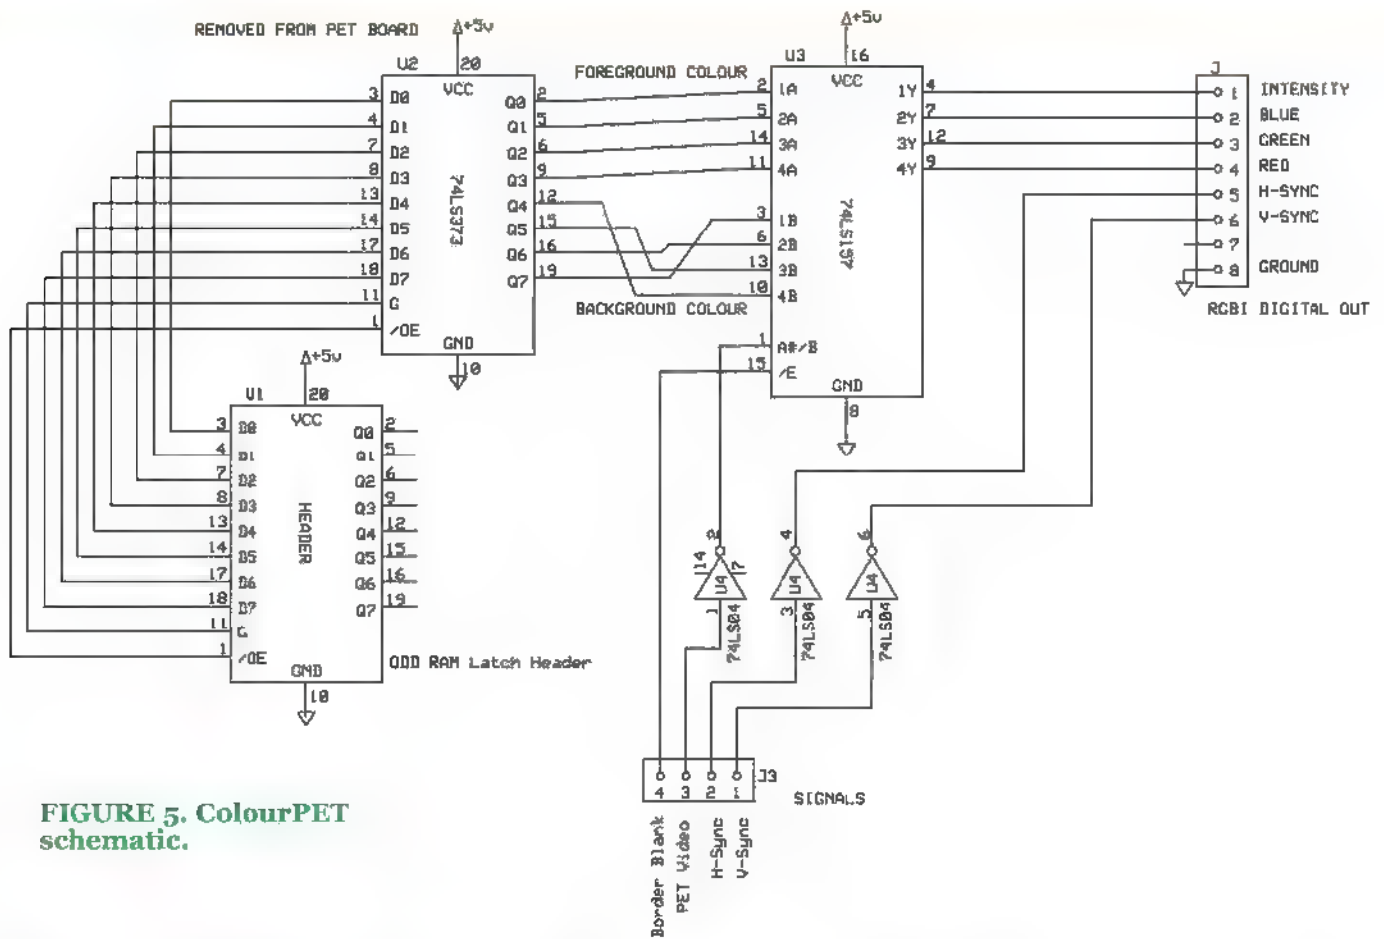 REMOVED FROM PET BOARD
+5v
U2
20
VCC
3 D0
4 D1
7 D2
8 D3
13 D4
14 D5
17 D6
18 D7
11 G
1 /OE
Q0 2
Q1 5
Q2 6
Q3 9
Q4 12
Q5 15
Q6 16
Q7 19
74LS373
GND
10
FOREGROUND COLOUR
BACKGROUND COLOUR
+5v
U3
16
VCC
2 1A
5 2A
14 3A
11 4A
3 1B
6 2B
13 3B
10 4B
1 A#/B
15 /E
1Y 4
2Y 7
3Y 12
4Y 9
74LS157
GND
8
J
1 INTENSITY
2 BLUE
3 GREEN
4 RED
5 H-SYNC
6 V-SYNC
7
8 GROUND
RGBI DIGITAL OUT
+5v
U1
20
VCC
3 D0
4 D1
7 D2
8 D3
13 D4
14 D5
17 D6
18 D7
11 G
1 /OE
Q0 2
Q1 5
Q2 6
Q3 9
Q4 12
Q5 15
Q6 16
Q7 19
HEADER
GND
10
ODD RAM Latch Header
2
14
7
U4
1
74LS04
4
U4
3
74LS04
6
U4
5
74LS04
J3
4 3 2 1
SIGNALS
Border Blank
PET Video
H-Sync
V-Sync
FIGURE 5. ColourPET
schematic.